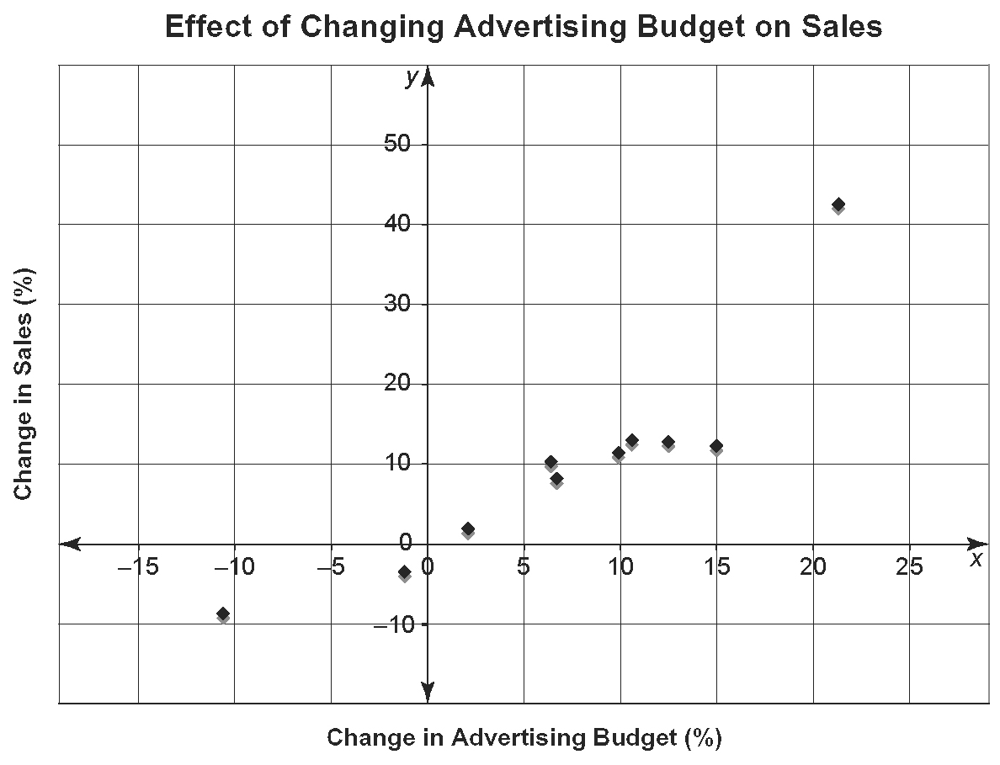 Effect of Changing Advertising Budget on Sales
y
50
40
30
20
10
0
–15 –10 –5 0 5 10 15 20 25 x
–10
Change in Sales (%)
Change in Advertising Budget (%)